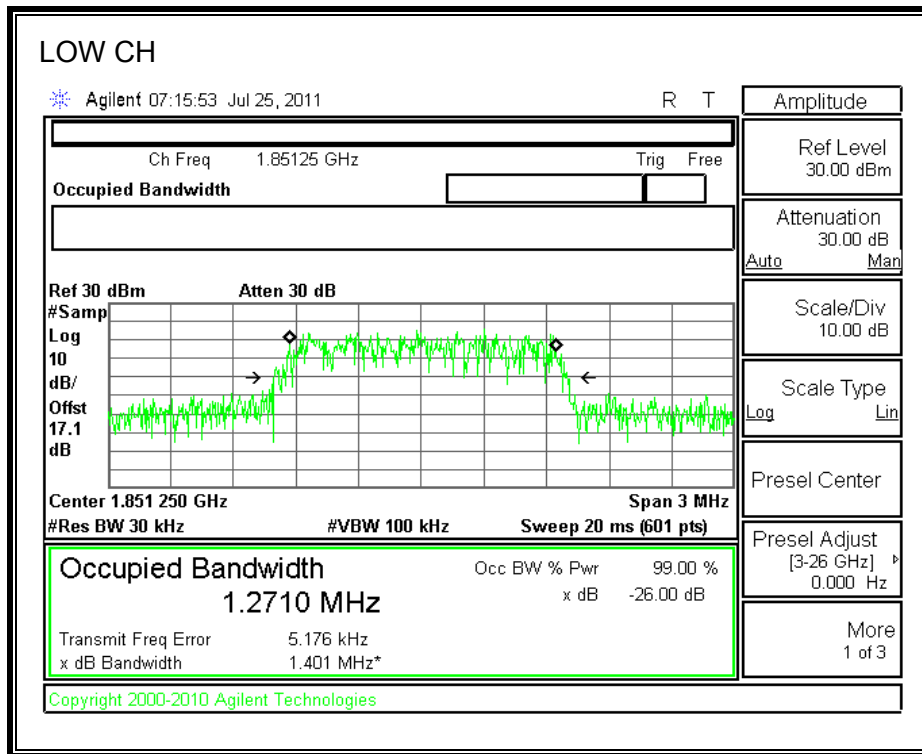 LOW CH
Agilent 07:15:53 Jul 25, 2011 R T
Amplitude
Ch Freq 1.85125 GHz Trig Free
Occupied Bandwidth
Ref Level
30.00 dBm
Attenuation
30.00 dB
Auto Man
Scale/Div
10.00 dB
Scale Type
Log Lin
Presel Center
Presel Adjust
[3-26 GHz]
0.000 Hz
More
1 of 3
Ref 30 dBm Atten 30 dB
#Samp
Log
10
dB/
Offst
17.1
dB
Center 1.851 250 GHz Span 3 MHz
#Res BW 30 kHz #VBW 100 kHz Sweep 20 ms (601 pts)
Occupied Bandwidth
1.2710 MHz
Occ BW % Pwr 99.00 %
x dB -26.00 dB
Transmit Freq Error 5.176 kHz
x dB Bandwidth 1.401 MHz*
Copyright 2000-2010 Agilent Technologies